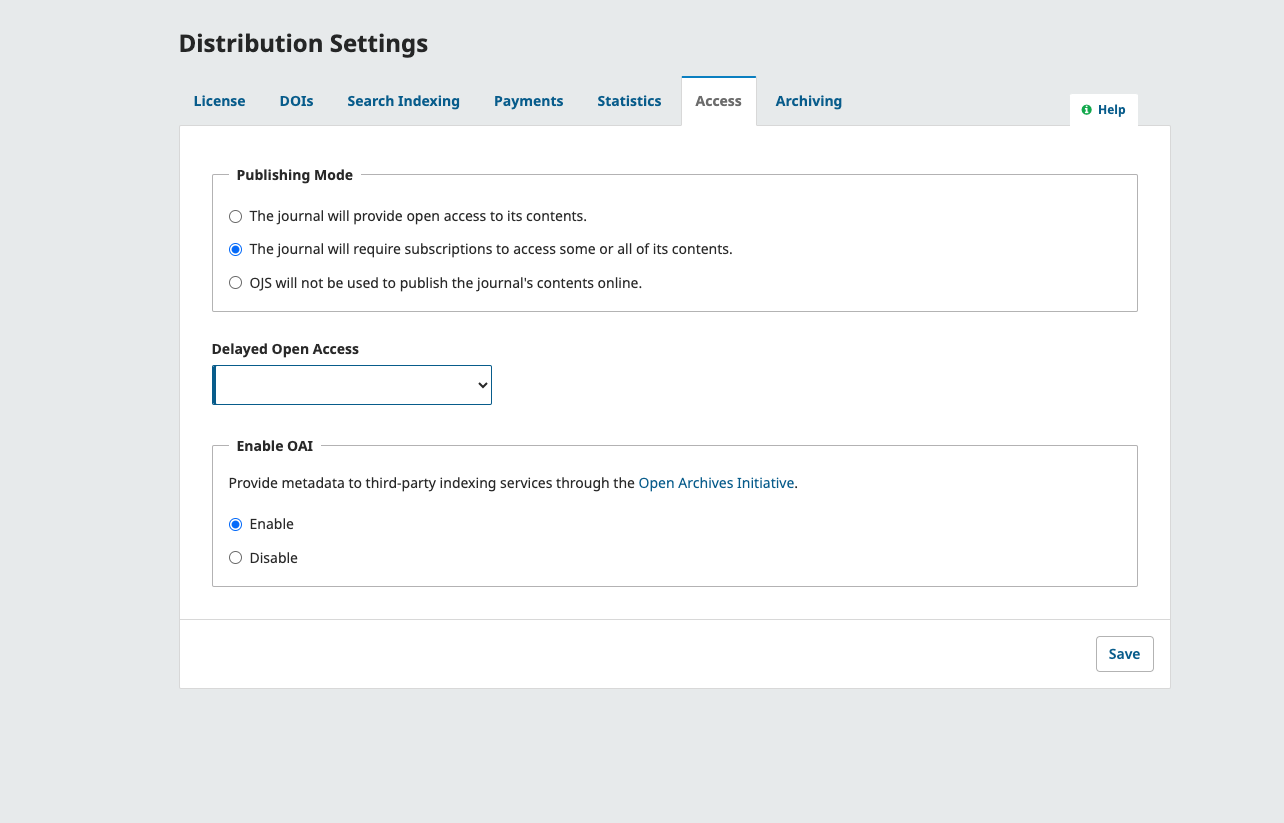 Distribution Settings
License DOIs Search Indexing Payments Statistics Access Archiving
Help
Publishing Mode
The journal will provide open access to its contents.
The journal will require subscriptions to access some or all of its contents.
OJS will not be used to publish the journal's contents online.
Delayed Open Access
Enable OAI
Provide metadata to third-party indexing services through the Open Archives Initiative.
Enable
Disable
Save